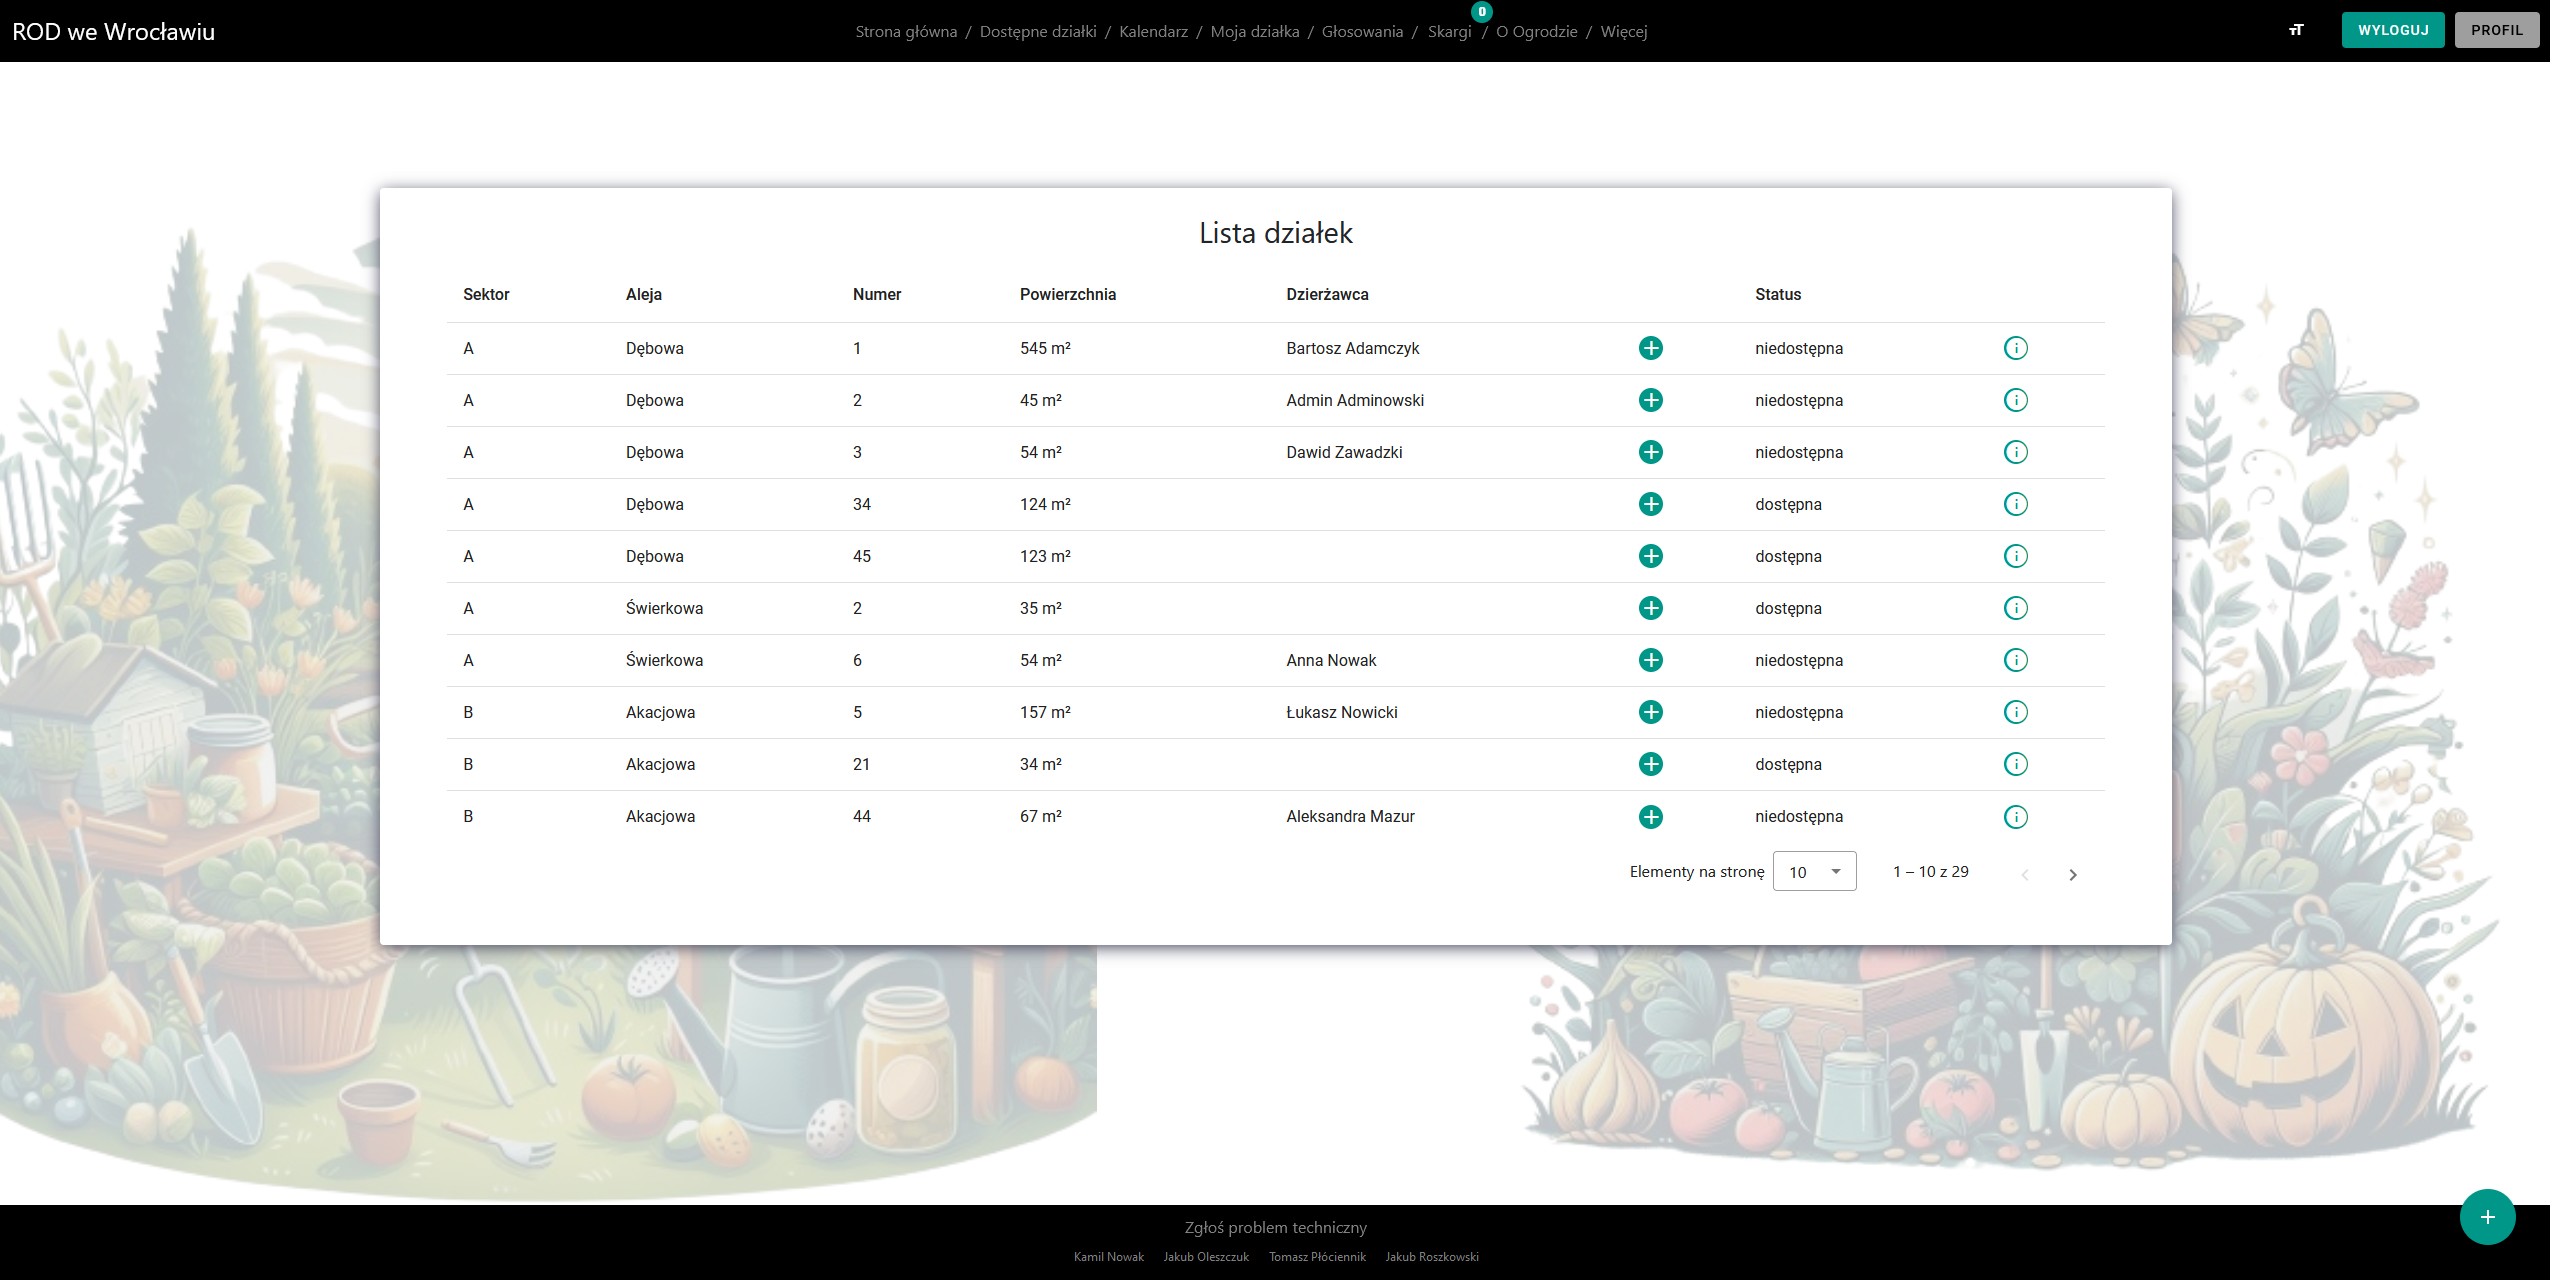 ROD we Wrocławiu
Strona główna / Dostępne działki / Kalendarz / Moja działka / Głosowania / Skargi 0 / O Ogrodzie / Więcej
WYLOGUJ PROFIL
Lista działek
Sektor Aleja Numer Powierzchnia Dzierżawca Status
A Dębowa 1 545 m² Bartosz Adamczyk niedostępna
A Dębowa 2 45 m² Admin Adminowski niedostępna
A Dębowa 3 54 m² Dawid Zawadzki niedostępna
A Dębowa 34 124 m² dostępna
A Dębowa 45 123 m² dostępna
A Świerkowa 2 35 m² dostępna
A Świerkowa 6 54 m² Anna Nowak niedostępna
B Akacjowa 5 157 m² Łukasz Nowicki niedostępna
B Akacjowa 21 34 m² dostępna
B Akacjowa 44 67 m² Aleksandra Mazur niedostępna
Elementy na stronę 10 1 – 10 z 29
Zgłoś problem techniczny
Kamil Nowak Jakub Oleszczuk Tomasz Płóciennik Jakub Roszkowski